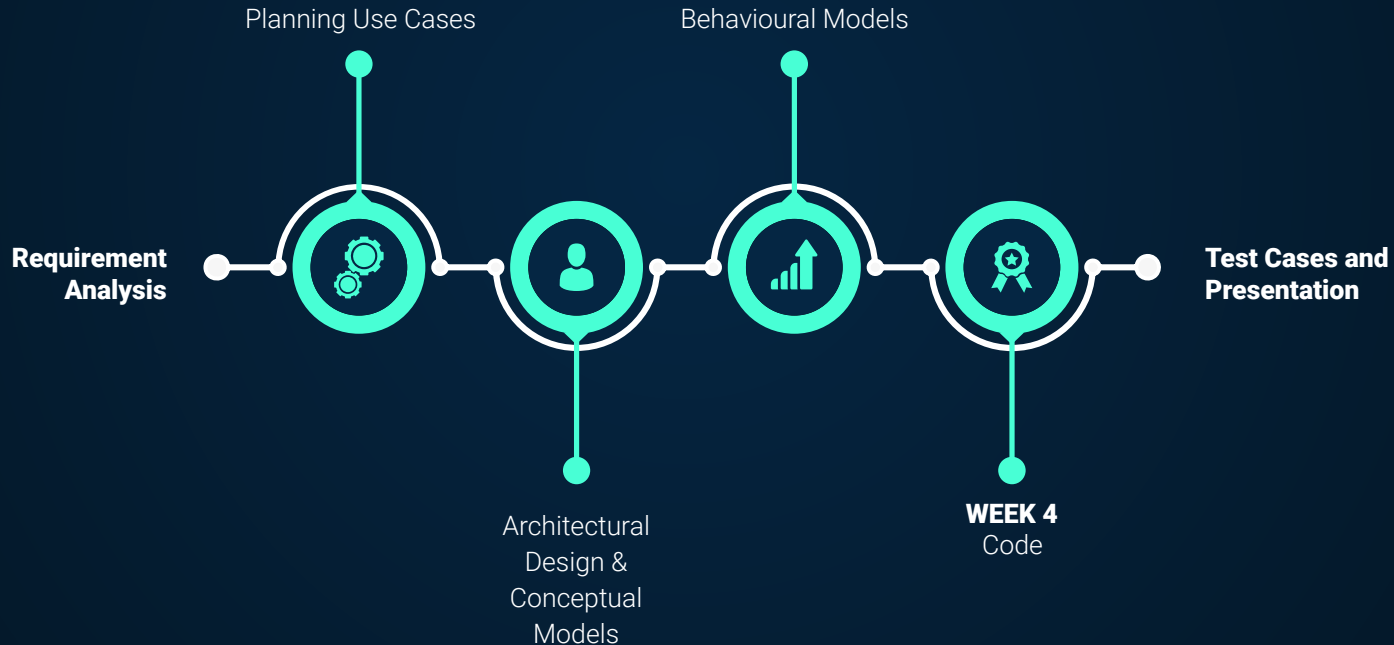 Planning Use Cases
Behavioural Models
Requirement
Analysis
Test Cases and
Presentation
Architectural
Design &
Conceptual
Models
WEEK 4
Code